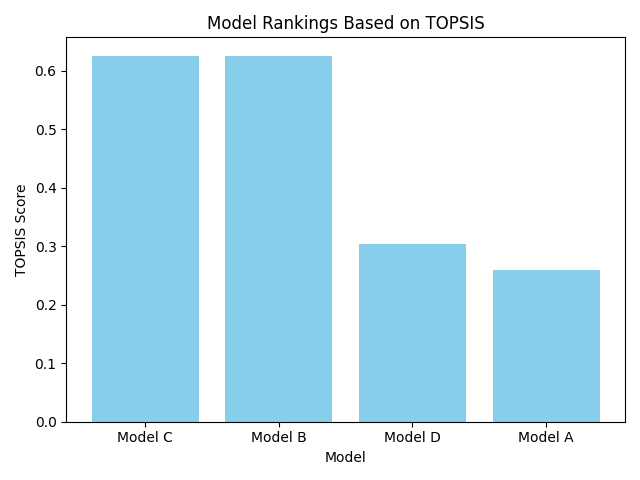 Model Rankings Based on TOPSIS
TOPSIS Score
0.6
0.5
0.4
0.3
0.2
0.1
0.0
Model C Model B Model D Model A
Model